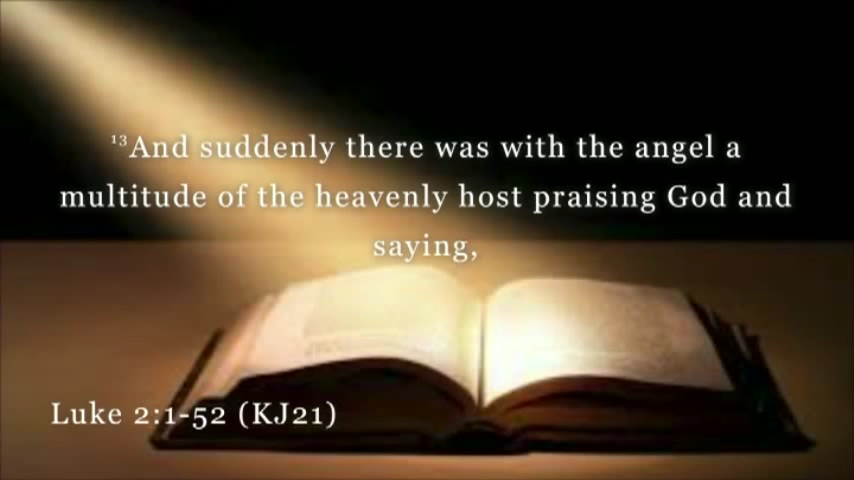 ¹³And suddenly there was with the angel a
multitude of the heavenly host praising God and
saying,
Luke 2:1-52 (KJ21)